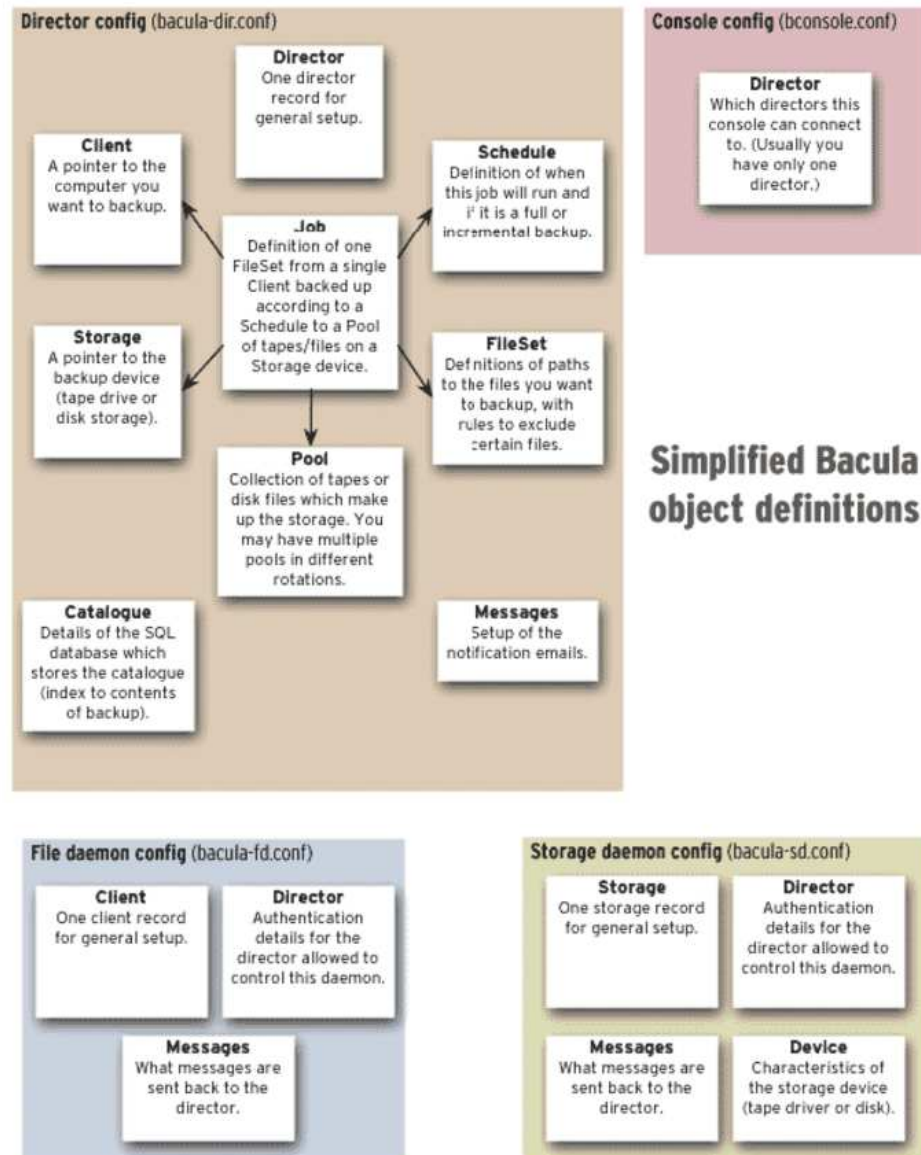 Director config (bacula-dir.conf)
Director
One director
record for
general setup.
Client
A pointer to the
computer you
want to backup.
Schedule
Definition of when
this job will run and
if it is a full or
incremental backup.
Job
Definition of one
FileSet from a single
Client backed up
according to a
Schedule to a Pool
of tapes/files on a
Storage device.
Storage
A pointer to the
backup device
(tape drive or
disk storage).
FileSet
Definitions of paths
to the files you want
to backup, with
rules to exclude
certain files.
Pool
Collection of tapes or
disk files which make
up the storage. You
may have multiple
pools in different
rotations.
Catalogue
Details of the SQL
database which
stores the catalogue
(index to contents
of backup).
Messages
Setup of the
notification emails.
Console config (bconsole.conf)
Director
Which directors this
console can connect
to. (Usually you
have only one
director.)
Simplified Bacula
object definitions
File daemon config (bacula-fd.conf)
Client
One client record
for general setup.
Director
Authentication
details for the
director allowed to
control this daemon.
Messages
What messages are
sent back to the
director.
Storage daemon config (bacula-sd.conf)
Storage
One storage record
for general setup.
Director
Authentication
details for the
director allowed to
control this daemon.
Messages
What messages are
sent back to the
director.
Device
Characteristics of
the storage device
(tape driver or disk).